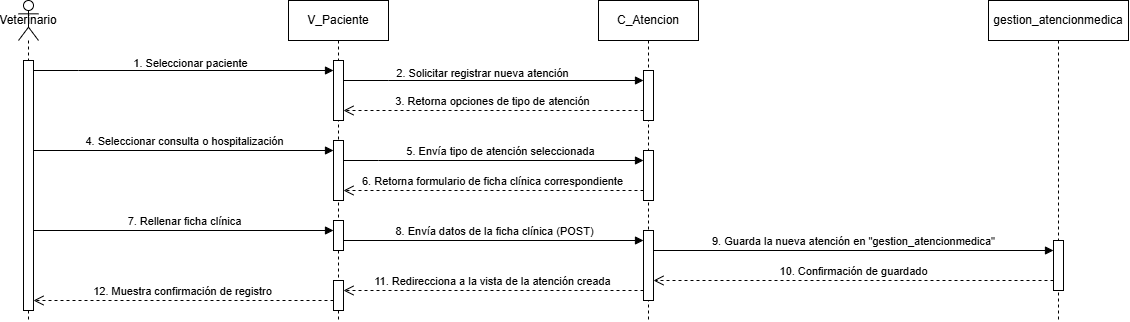 Veterinario
V_Paciente
C_Atencion
gestion_atencionmedica
1. Seleccionar paciente
2. Solicitar registrar nueva atención
3. Retorna opciones de tipo de atención
4. Seleccionar consulta o hospitalización
5. Envía tipo de atención seleccionada
6. Retorna formulario de ficha clínica correspondiente
7. Rellenar ficha clínica
8. Envía datos de la ficha clínica (POST)
9. Guarda la nueva atención en "gestion_atencionmedica"
10. Confirmación de guardado
11. Redirecciona a la vista de la atención creada
12. Muestra confirmación de registro